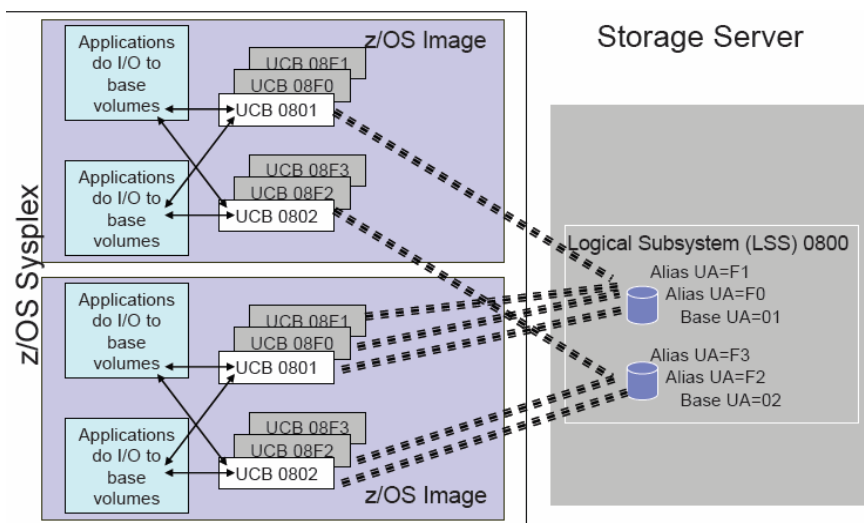 z/OS Sysplex
z/OS Image
Applications
do I/O to
base
volumes
UCB 08F1
UCB 08F0
UCB 0801
Applications
do I/O to
base
volumes
UCB 08F3
UCB 08F2
UCB 0802
Applications
do I/O to
base
volumes
UCB 08F1
UCB 08F0
UCB 0801
Applications
do I/O to
base
volumes
UCB 08F3
UCB 08F2
UCB 0802
z/OS Image
Storage Server
Logical Subsystem (LSS) 0800
Alias UA=F1
Alias UA=F0
Base UA=01
Alias UA=F3
Alias UA=F2
Base UA=02